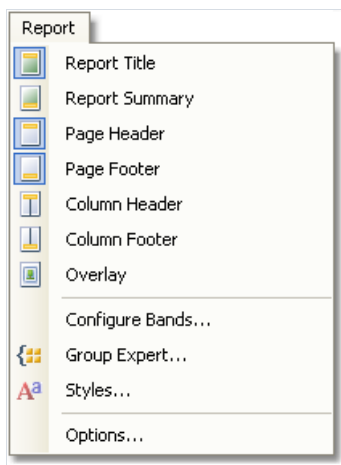 Report
Report Title
Report Summary
Page Header
Page Footer
Column Header
Column Footer
Overlay
Configure Bands...
Group Expert...
Styles...
Options...